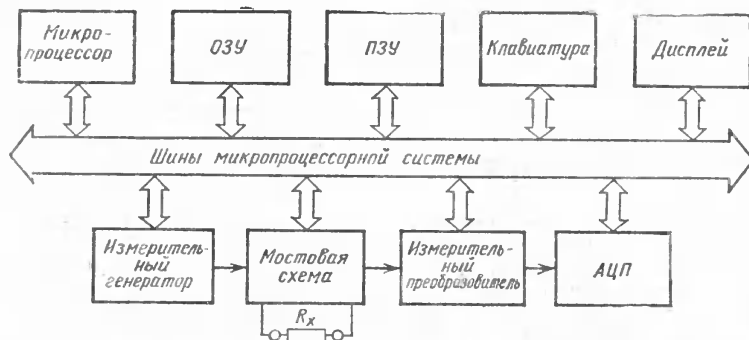 Микро-
процессор
ОЗУ
ПЗУ
Клавиатура
Дисплей
Шины микропроцессорной системы
Измеритель-
ный
генератор
Мостовая
схема
Измеритель-
ный
преобразователь
АЦП
Rx